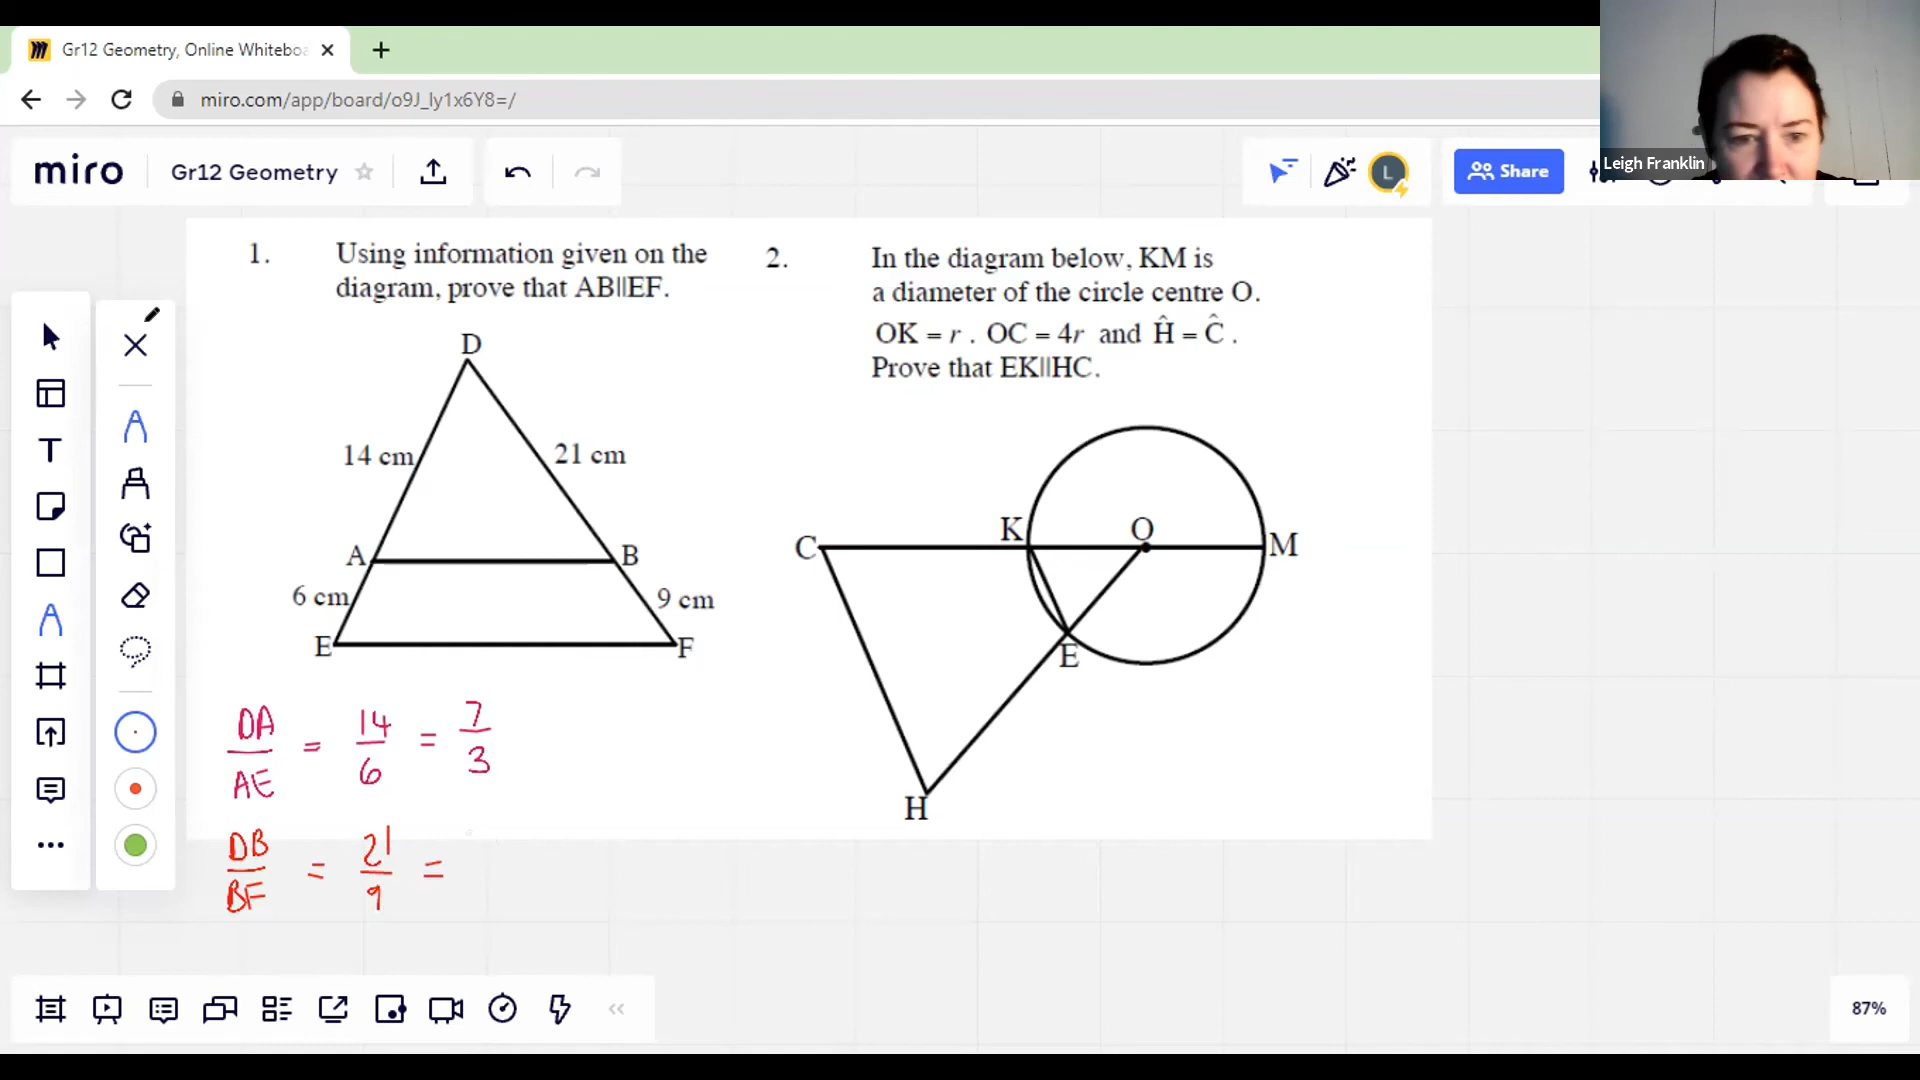 Gr12 Geometry, Online Whiteboa
miro.com/app/board/o9J_ly1x6Y8=/
Leigh Franklin
miro
Gr12 Geometry
L
Share
1. Using information given on the
diagram, prove that AB||EF.
D
14 cm
21 cm
A
B
6 cm
9 cm
E
F
DA/AE = 14/6 = 7/3
DB/BF = 21/9 =
2. In the diagram below, KM is
a diameter of the circle centre O.
OK = r . OC = 4r and Ĥ = Ĉ .
Prove that EK||HC.
C
K
O
M
E
H
T
87%